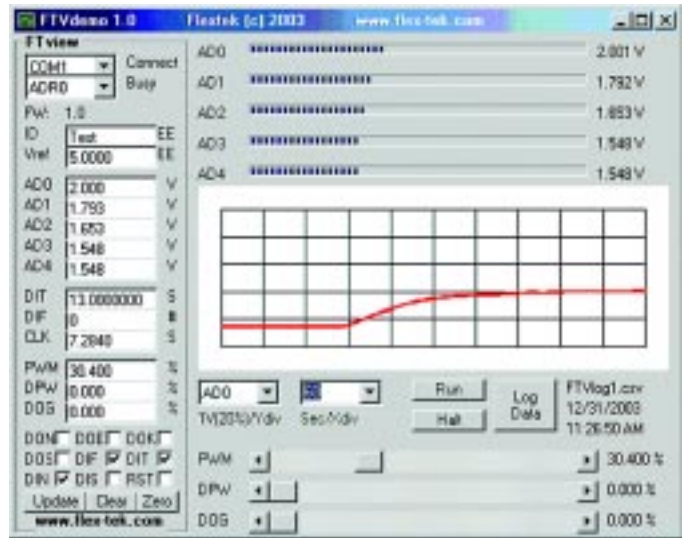 FTVdemo 1.0 Flextek (c) 2003 www.flex-tek.com
FTview
COM1 Connect
ADR0 Busy
FW: 1.0
ID Test EE
Vref 5.0000 EE
AD0 2.000 V
AD1 1.793 V
AD2 1.653 V
AD3 1.548 V
AD4 1.548 V
DIT 13.0000000 S
DIF 0 #
CLK 7.2840 S
PWM 30.400 %
DPW 0.000 %
DOS 0.000 %
DON DOE DOK
DOS DIF DIT
DIN DIS RST
Update Clear Zero
www.flex-tek.com
AD0 2.001 V
AD1 1.792 V
AD2 1.653 V
AD3 1.548 V
AD4 1.548 V
AD0 60 Run Log Data FTVlog1.csv
1V(20%)/Ydiv Sec/Xdiv Halt 12/31/2003
11:26:50 AM
PWM 30.400 %
DPW 0.000 %
DOS 0.000 %